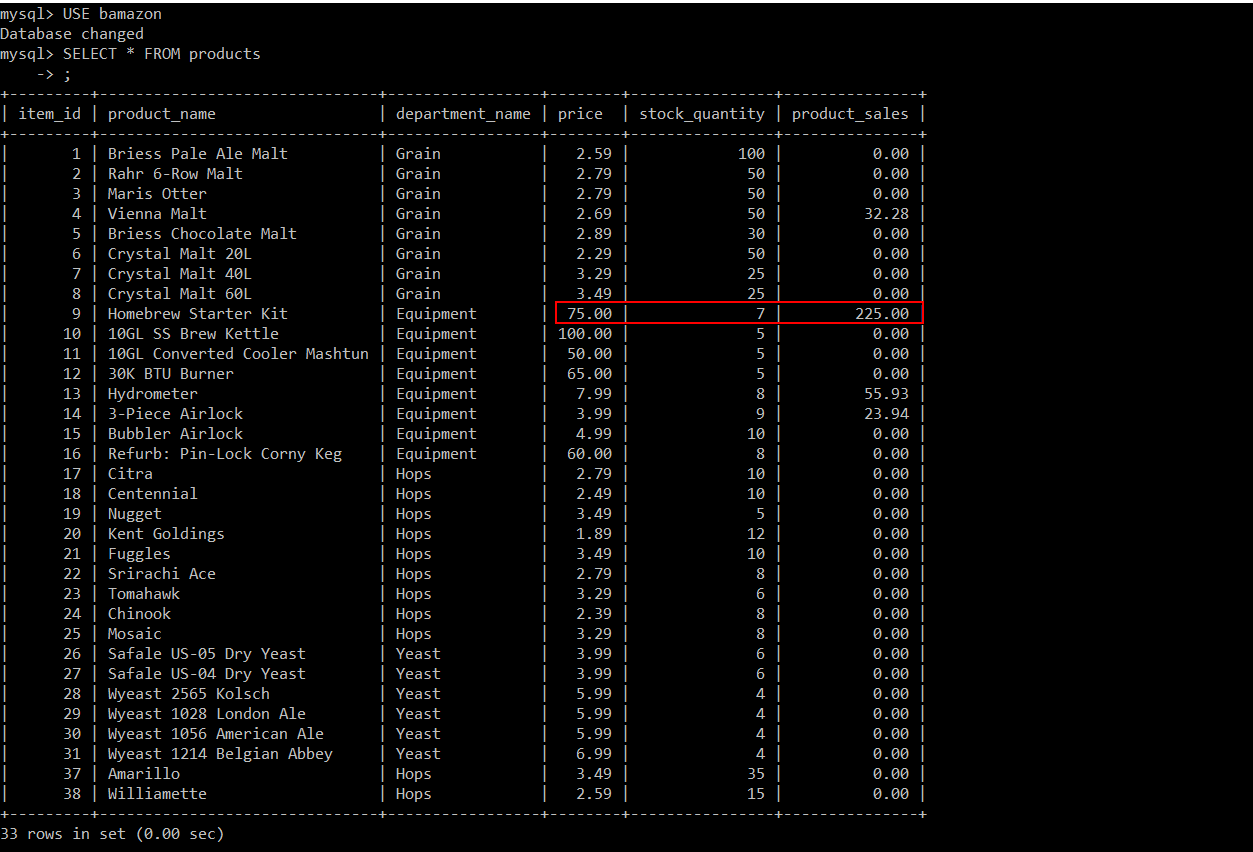 mysql> USE bamazon
Database changed
mysql> SELECT * FROM products
    -> ;
+---------+-------------------------------+-----------------+--------+----------------+---------------+
| item_id | product_name                  | department_name | price  | stock_quantity | product_sales |
+---------+-------------------------------+-----------------+--------+----------------+---------------+
|       1 | Briess Pale Ale Malt          | Grain           |   2.59 |            100 |          0.00 |
|       2 | Rahr 6-Row Malt               | Grain           |   2.79 |             50 |          0.00 |
|       3 | Maris Otter                   | Grain           |   2.79 |             50 |          0.00 |
|       4 | Vienna Malt                   | Grain           |   2.69 |             50 |         32.28 |
|       5 | Briess Chocolate Malt         | Grain           |   2.89 |             30 |          0.00 |
|       6 | Crystal Malt 20L              | Grain           |   2.29 |             50 |          0.00 |
|       7 | Crystal Malt 40L              | Grain           |   3.29 |             25 |          0.00 |
|       8 | Crystal Malt 60L              | Grain           |   3.49 |             25 |          0.00 |
|       9 | Homebrew Starter Kit          | Equipment       |  75.00 |              7 |        225.00 |
|      10 | 10GL SS Brew Kettle           | Equipment       | 100.00 |              5 |          0.00 |
|      11 | 10GL Converted Cooler Mashtun | Equipment       |  50.00 |              5 |          0.00 |
|      12 | 30K BTU Burner                | Equipment       |  65.00 |              5 |          0.00 |
|      13 | Hydrometer                    | Equipment       |   7.99 |              8 |         55.93 |
|      14 | 3-Piece Airlock               | Equipment       |   3.99 |              9 |         23.94 |
|      15 | Bubbler Airlock               | Equipment       |   4.99 |             10 |          0.00 |
|      16 | Refurb: Pin-Lock Corny Keg    | Equipment       |  60.00 |              8 |          0.00 |
|      17 | Citra                         | Hops            |   2.79 |             10 |          0.00 |
|      18 | Centennial                    | Hops            |   2.49 |             10 |          0.00 |
|      19 | Nugget                        | Hops            |   3.49 |              5 |          0.00 |
|      20 | Kent Goldings                 | Hops            |   1.89 |             12 |          0.00 |
|      21 | Fuggles                       | Hops            |   3.49 |             10 |          0.00 |
|      22 | Srirachi Ace                  | Hops            |   2.79 |              8 |          0.00 |
|      23 | Tomahawk                      | Hops            |   3.29 |              6 |          0.00 |
|      24 | Chinook                       | Hops            |   2.39 |              8 |          0.00 |
|      25 | Mosaic                        | Hops            |   3.29 |              8 |          0.00 |
|      26 | Safale US-05 Dry Yeast        | Yeast           |   3.99 |              6 |          0.00 |
|      27 | Safale US-04 Dry Yeast        | Yeast           |   3.99 |              6 |          0.00 |
|      28 | Wyeast 2565 Kolsch            | Yeast           |   5.99 |              4 |          0.00 |
|      29 | Wyeast 1028 London Ale        | Yeast           |   5.99 |              4 |          0.00 |
|      30 | Wyeast 1056 American Ale      | Yeast           |   5.99 |              4 |          0.00 |
|      31 | Wyeast 1214 Belgian Abbey     | Yeast           |   6.99 |              4 |          0.00 |
|      37 | Amarillo                      | Hops            |   3.49 |             35 |          0.00 |
|      38 | Williamette                   | Hops            |   2.59 |             15 |          0.00 |
+---------+-------------------------------+-----------------+--------+----------------+---------------+
33 rows in set (0.00 sec)